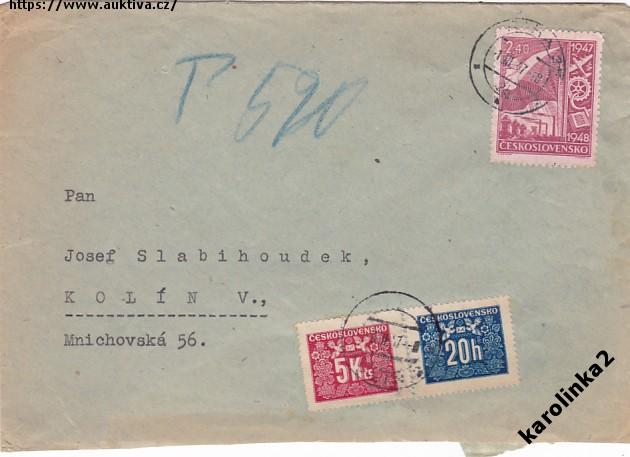 https://www.auktiva.cz/
T 520
2.40
1947
1948
ČESKOSLOVENSKO
Pan
Josef Slabihoudek,
KOLÍN V.,
Mnichovská 56.
ČESKOSLOVENSKO
5Kčs
ČESKOSLOVENSKO
20h
karolinka2